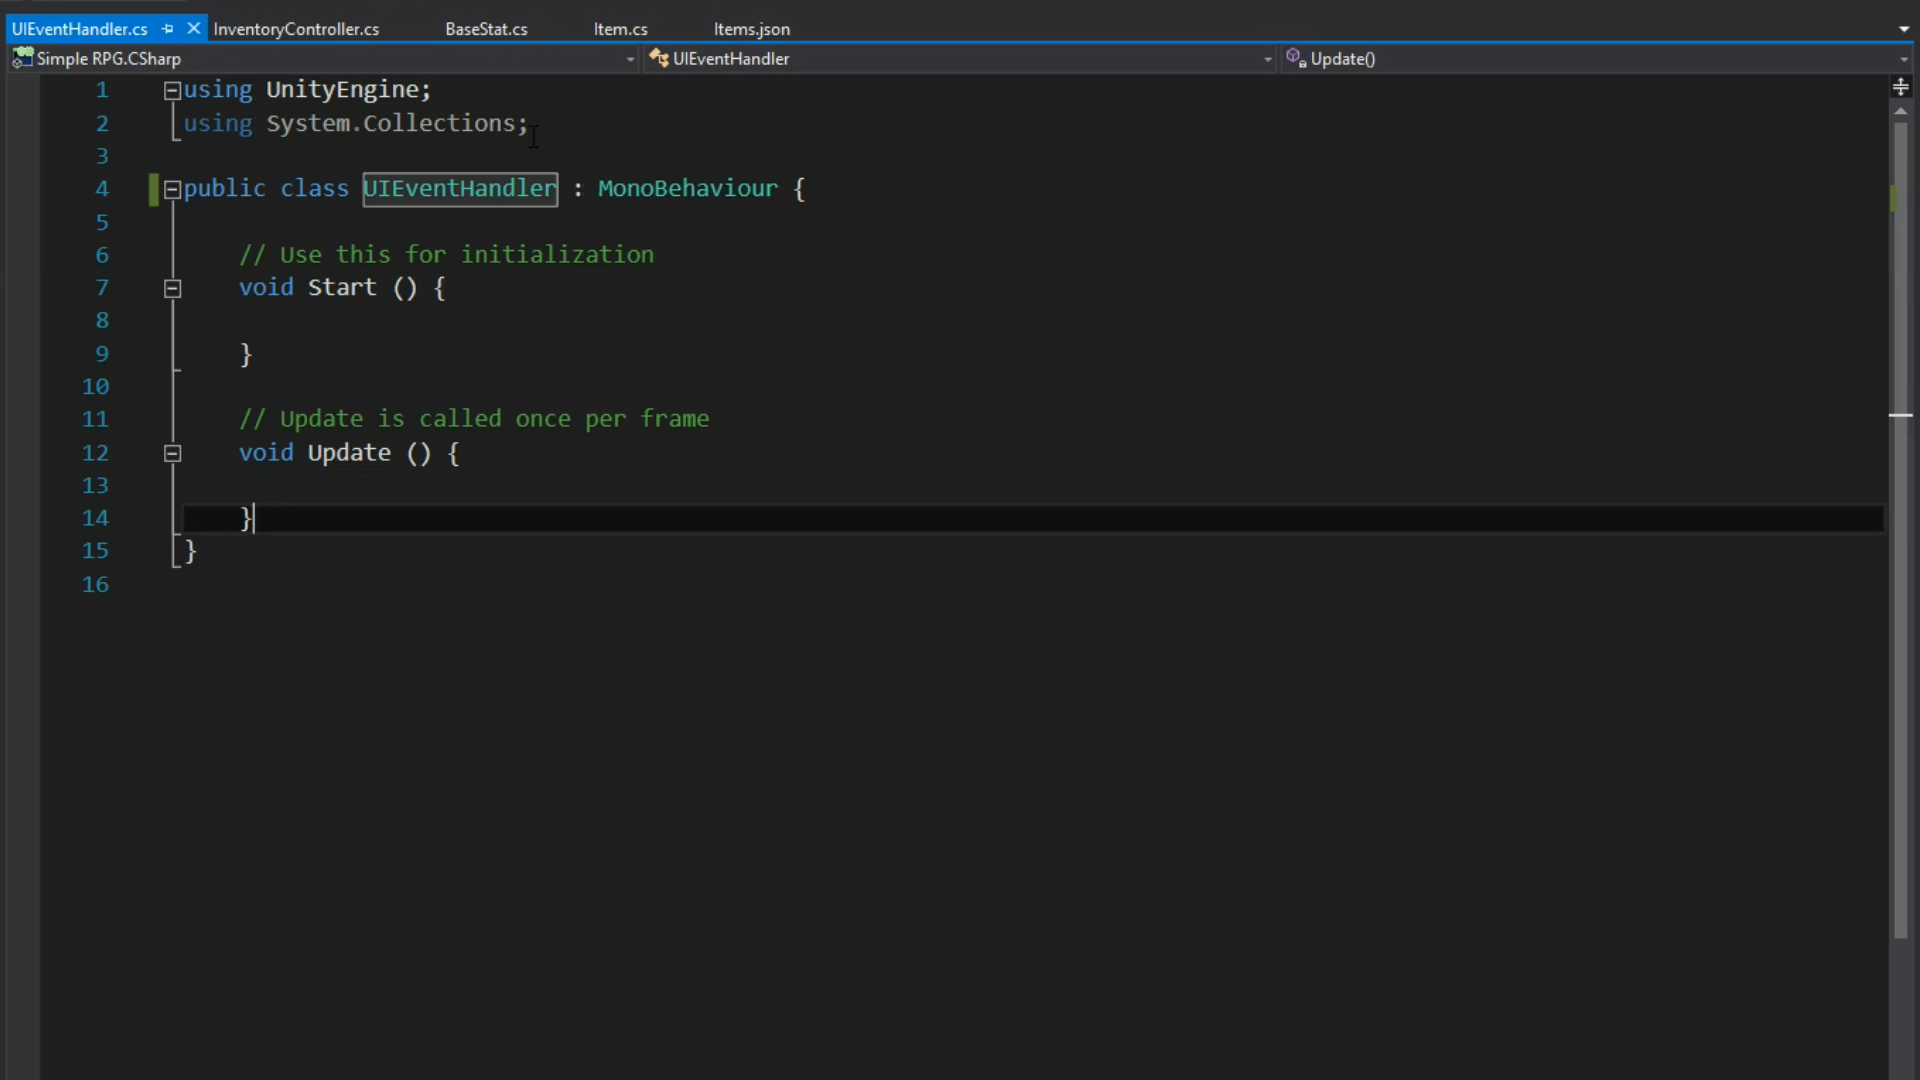 UIEventHandler.cs InventoryController.cs BaseStat.cs Item.cs Items.json
Simple RPG.CSharp UIEventHandler Update()
1 using UnityEngine;
2 using System.Collections;
3
4 public class UIEventHandler : MonoBehaviour {
5
6 // Use this for initialization
7 void Start () {
8
9 }
10
11 // Update is called once per frame
12 void Update () {
13
14 }
15 }
16